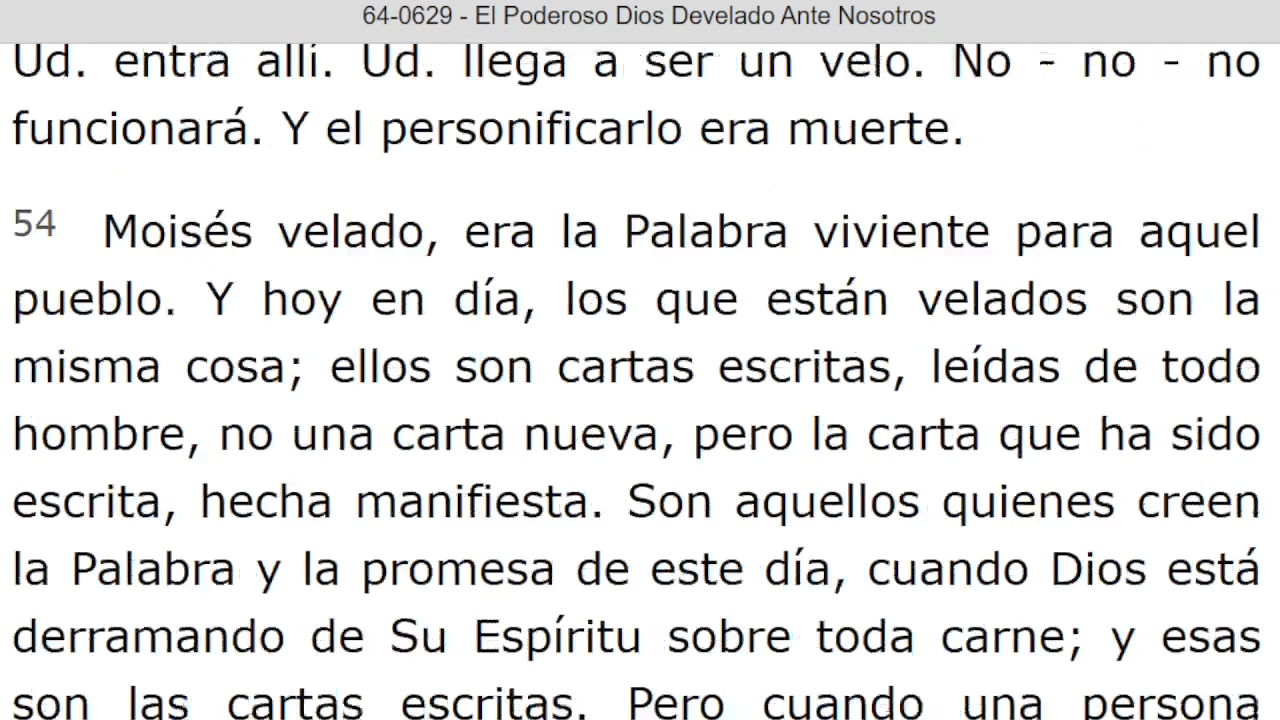 64-0629 - El Poderoso Dios Develado Ante Nosotros
Ud. entra allí. Ud. llega a ser un velo. No - no - no
funcionará. Y el personificarlo era muerte.
54 Moisés velado, era la Palabra viviente para aquel
pueblo. Y hoy en día, los que están velados son la
misma cosa; ellos son cartas escritas, leídas de todo
hombre, no una carta nueva, pero la carta que ha sido
escrita, hecha manifiesta. Son aquellos quienes creen
la Palabra y la promesa de este día, cuando Dios está
derramando de Su Espíritu sobre toda carne; y esas
son las cartas escritas. Pero cuando una persona